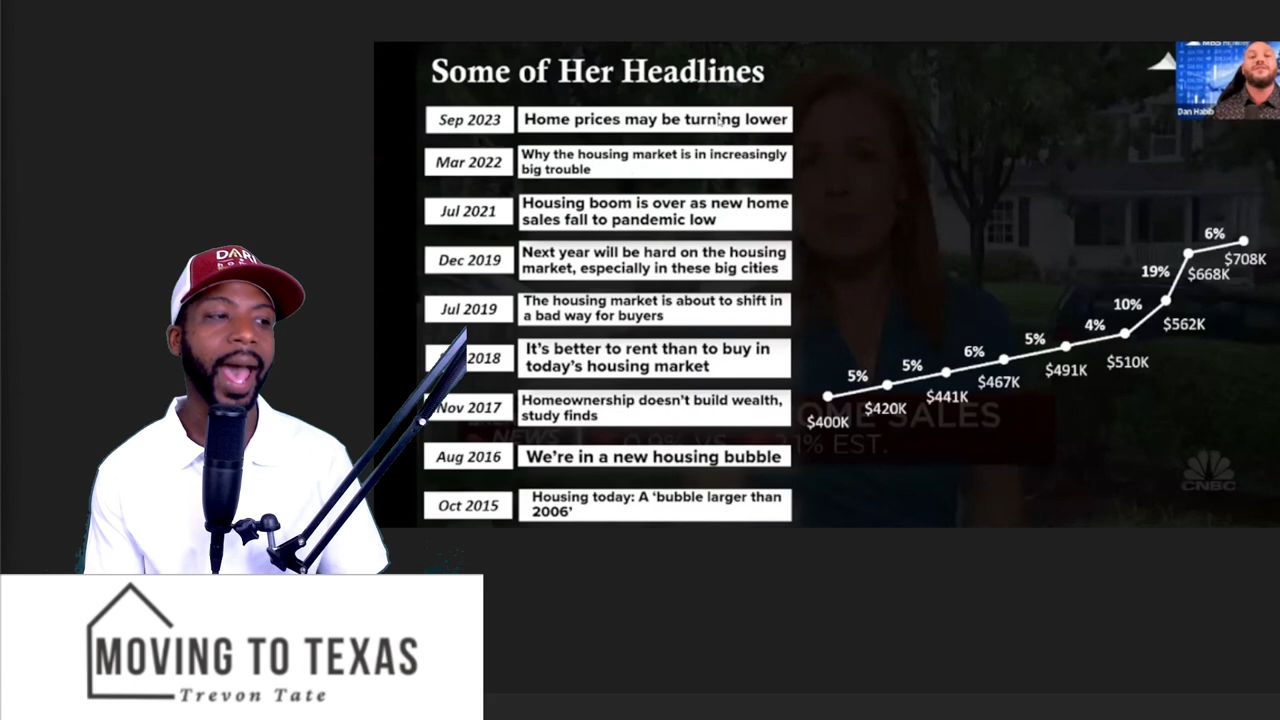 Some of Her Headlines
Sep 2023
Home prices may be turning lower
Mar 2022
Why the housing market is in increasingly
big trouble
Jul 2021
Housing boom is over as new home
sales fall to pandemic low
Dec 2019
Next year will be hard on the housing
market, especially in these big cities
Jul 2019
The housing market is about to shift in
a bad way for buyers
2018
It's better to rent than to buy in
today's housing market
Nov 2017
Homeownership doesn't build wealth,
study finds
Aug 2016
We're in a new housing bubble
Oct 2015
Housing today: A 'bubble larger than
2006'
5%
5%
6%
5%
4%
10%
19%
6%
$400K
$420K
$441K
$467K
$491K
$510K
$562K
$668K
$708K
SALES
NEWS
EST.
CNBC
Dan Habib
MOVING TO TEXAS
Trevon Tate